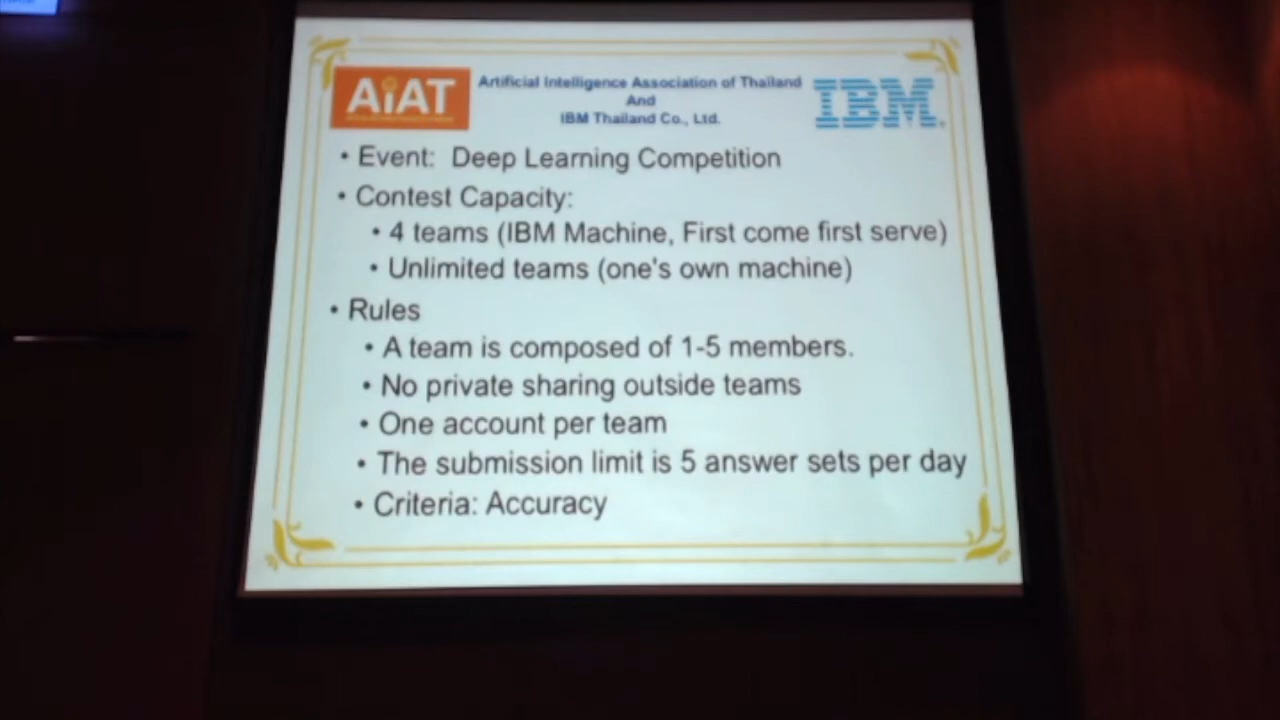 AiAT
Artificial Intelligence Association of Thailand
And
IBM Thailand Co., Ltd.
IBM
• Event: Deep Learning Competition
• Contest Capacity:
• 4 teams (IBM Machine, First come first serve)
• Unlimited teams (one's own machine)
• Rules
• A team is composed of 1-5 members.
• No private sharing outside teams
• One account per team
• The submission limit is 5 answer sets per day
• Criteria: Accuracy